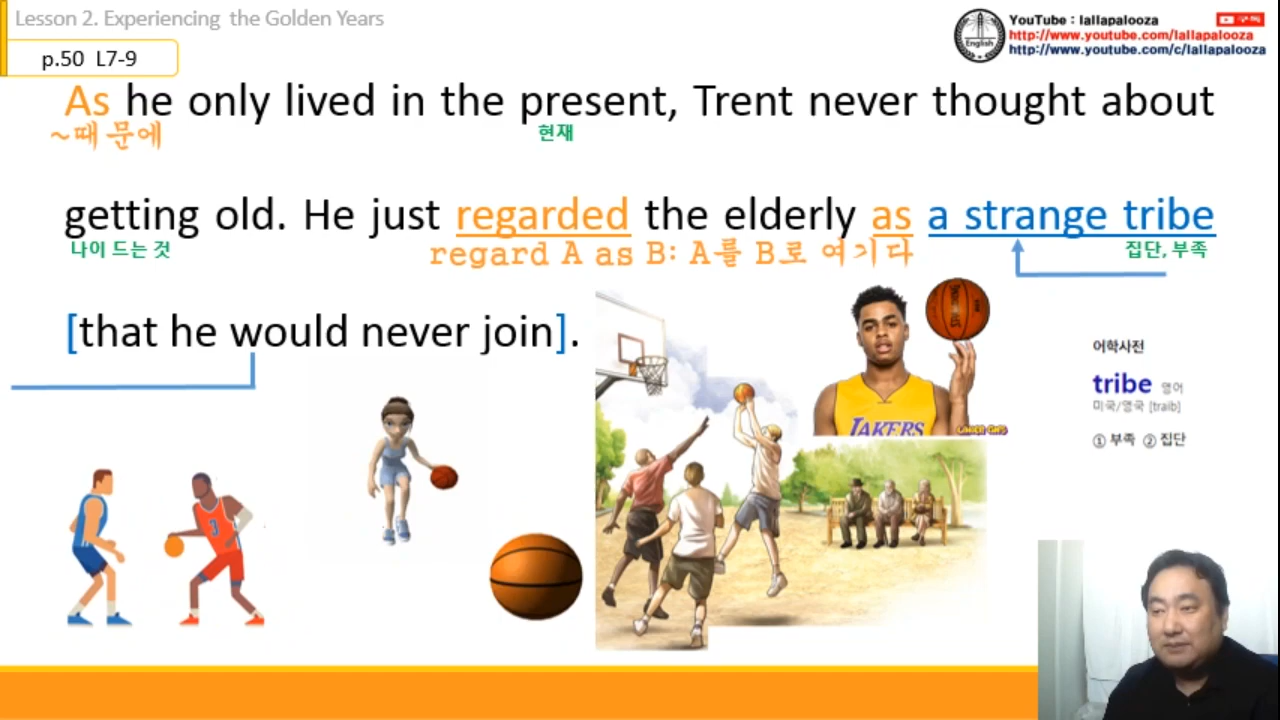 Lesson 2. Experiencing the Golden Years
YouTube : lallapalooza
구독
http://www.youtube.com/lallapalooza
http://www.youtube.com/c/lallapalooza
English
p.50 L7-9
As he only lived in the present, Trent never thought about
~때문에
현재
getting old. He just regarded the elderly as a strange tribe
나이 드는 것
regard A as B: A를 B로 여기다
집단, 부족
[that he would never join].
LAKERS
3
어학사전
tribe 영어
미국/영국 [traib]
① 부족 ② 집단